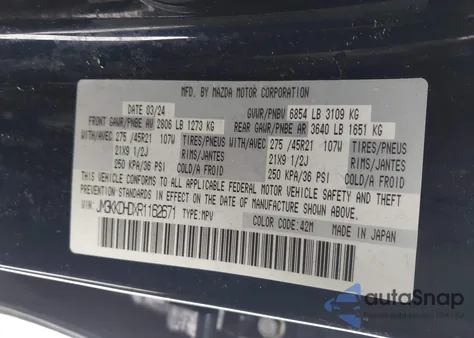 MFD. BY MAZDA MOTOR CORPORATION
DATE 03/24 GVWR/PNBV 6854 LB 3109 KG
FRONT GAWR/PNBE AV 2806 LB 1273 KG REAR GAWR/PNBE AR 3640 LB 1651 KG
WITH/AVEC 275 /45R21 107W TIRES/PNEUS WITH/AVEC 275 /45R21 107W TIRES/PNEUS
21X9 1/2J RIMS/JANTES 21X9 1/2J RIMS/JANTES
250 KPA/36 PSI 250 KPA/36 PSI
THIS VEHICLE CONFORMS TO ALL APPLICABLE FEDERAL MOTOR VEHICLE SAFETY AND THEFT
PREVENTION STANDARDS IN EFFECT ON THE DATE OF MANUFACTURE SHOWN ABOVE.
VIN: JM3KKDHDXR1162571 TYPE: MPV
COLOR CODE: 42M MADE IN JAPAN
autoSnap